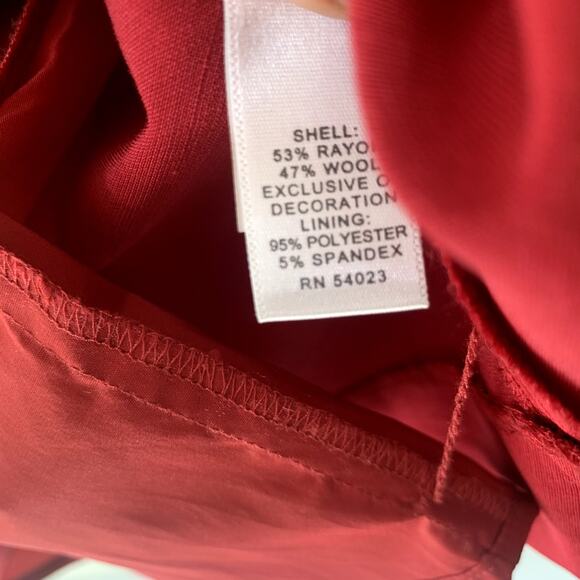 SHELL:
53% RAYO
47% WOOL
EXCLUSIVE O
DECORATION
LINING:
95% POLYESTER
5% SPANDEX
RN 54023